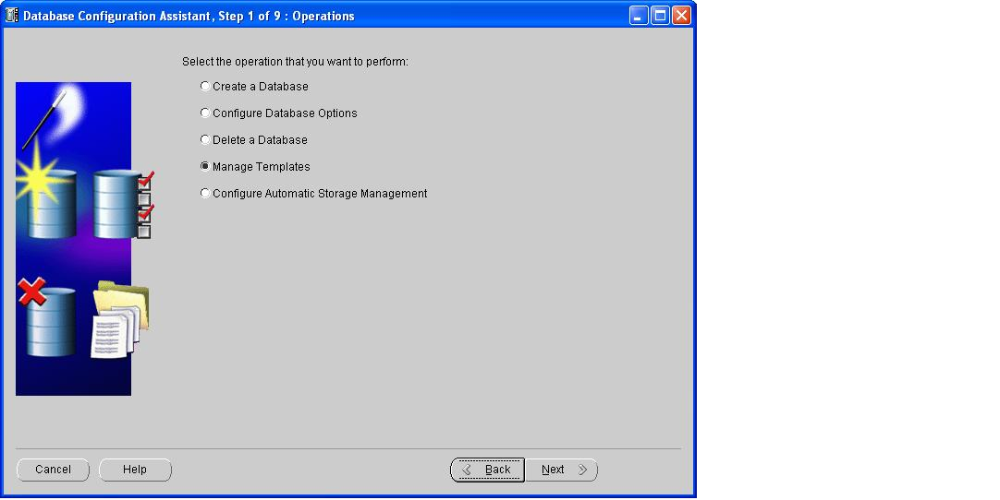 Database Configuration Assistant, Step 1 of 9 : Operations
Select the operation that you want to perform:
Create a Database
Configure Database Options
Delete a Database
Manage Templates
Configure Automatic Storage Management
Cancel
Help
Back
Next